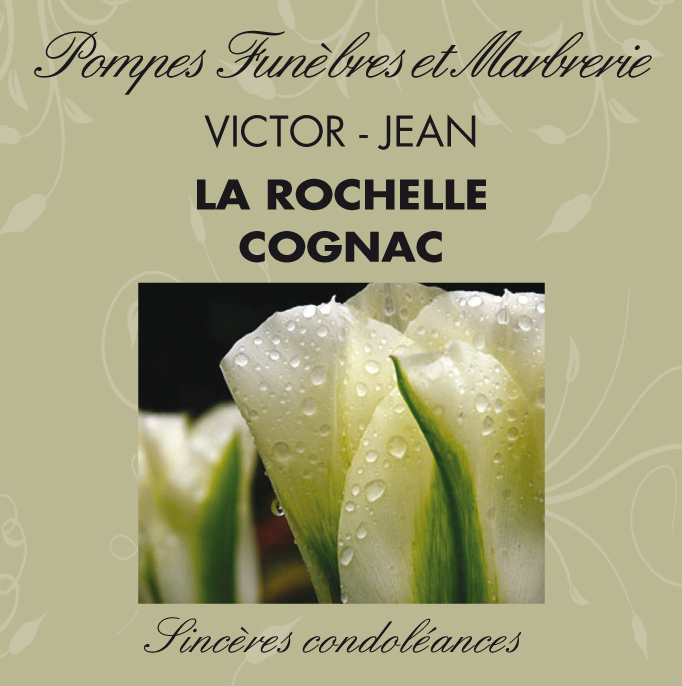 Pompes Funèbres et Marbrerie
VICTOR - JEAN
LA ROCHELLE
COGNAC
Sincères condoléances